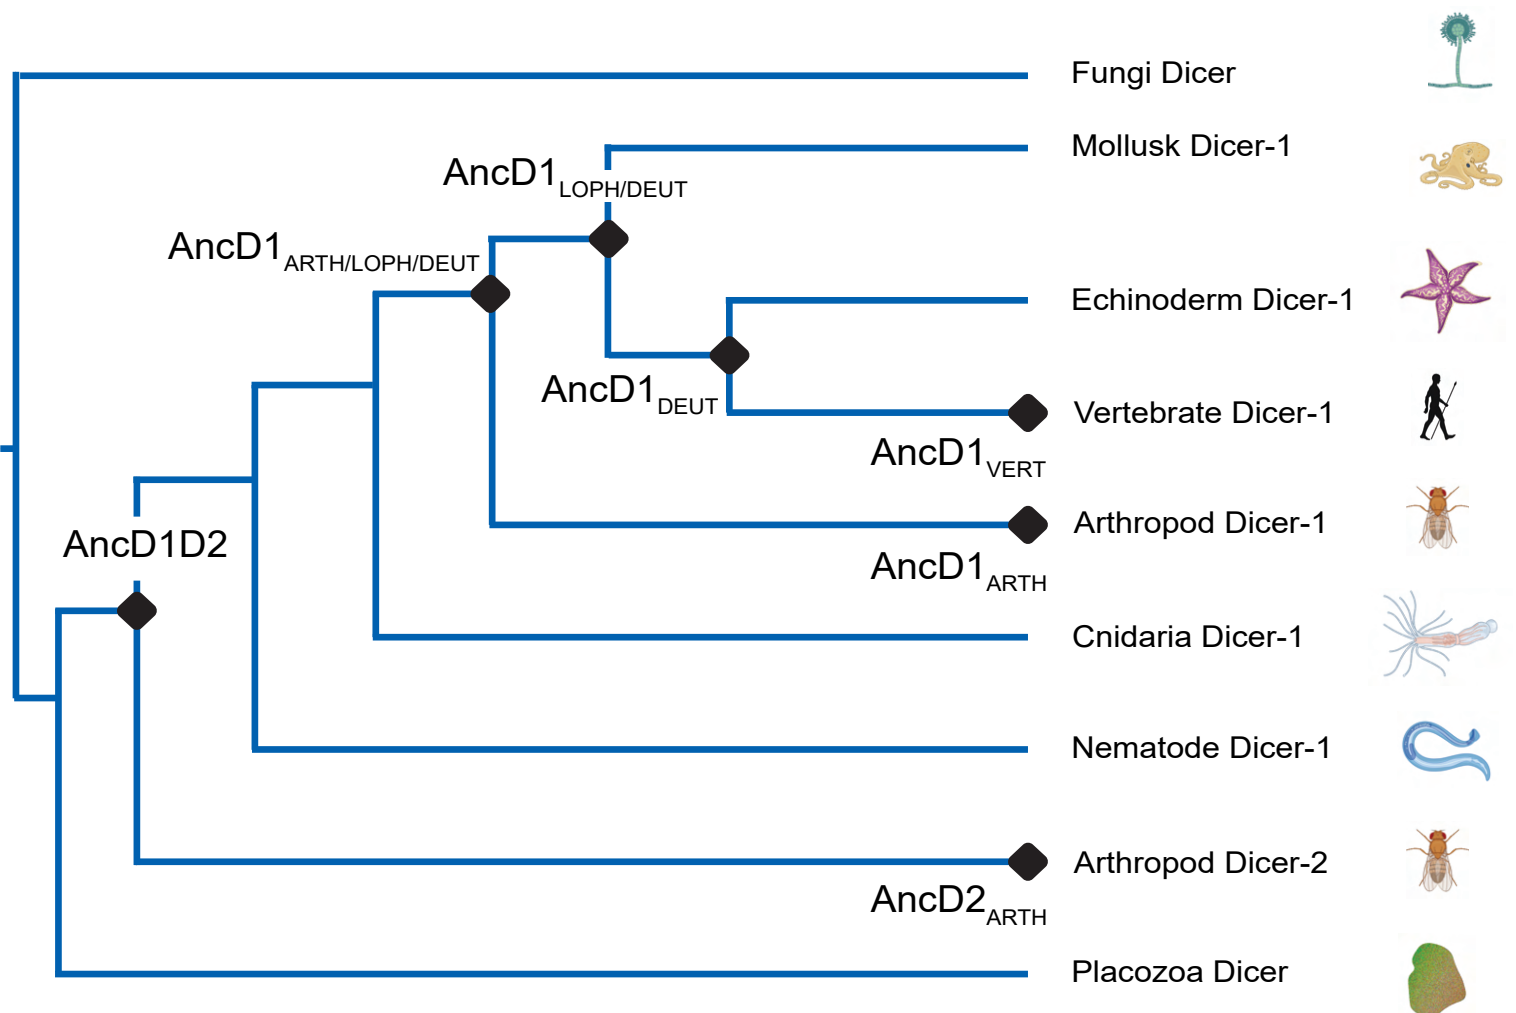 Fungi Dicer
Mollusk Dicer-1
AncD1LOPH/DEUT
AncD1ARTH/LOPH/DEUT
Echinoderm Dicer-1
AncD1DEUT
Vertebrate Dicer-1
AncD1VERT
Arthropod Dicer-1
AncD1D2
AncD1ARTH
Cnidaria Dicer-1
Nematode Dicer-1
Arthropod Dicer-2
AncD2ARTH
Placozoa Dicer